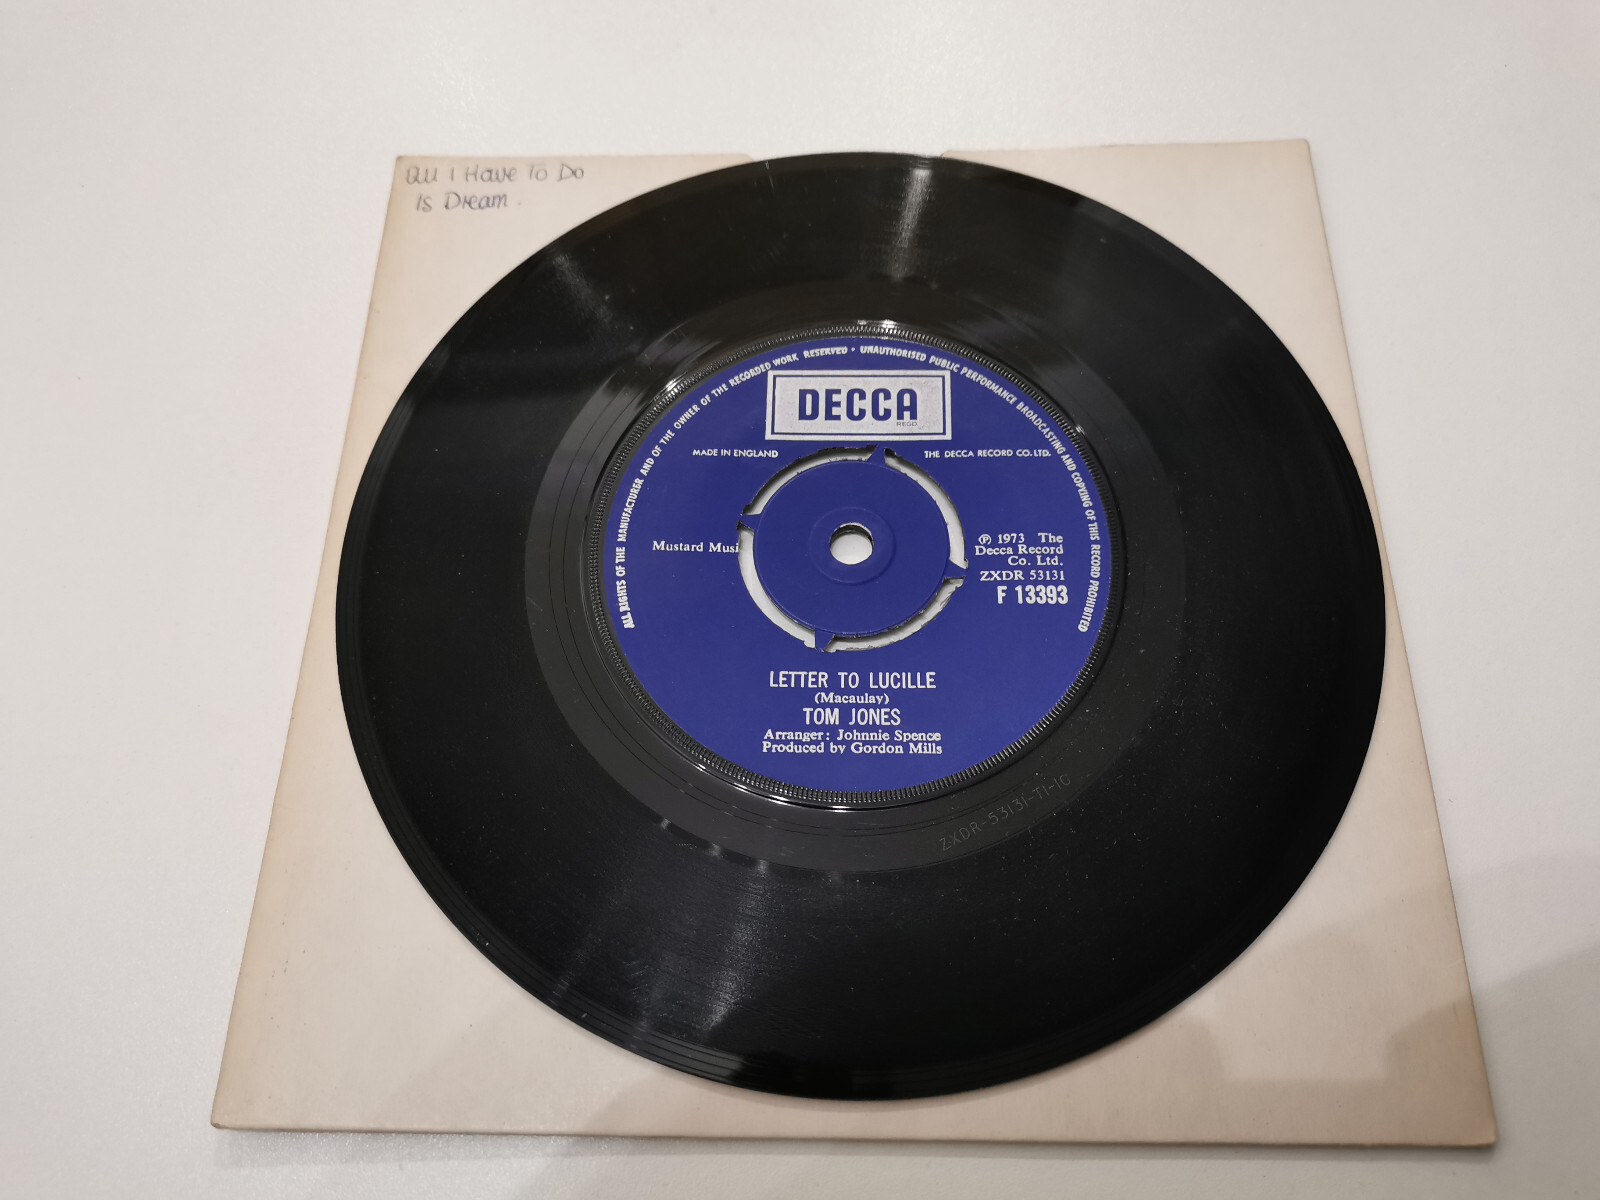 All I Have To Do
Is Dream.
ALL RIGHTS OF THE MANUFACTURER AND OF THE OWNER OF THE RECORDED WORK RESERVED • UNAUTHORISED PUBLIC PERFORMANCE BROADCASTING AND COPYING OF THIS RECORD PROHIBITED
DECCA
REGD
MADE IN ENGLAND
THE DECCA RECORD CO. LTD.
Mustard Musi
℗ 1973 The
Decca Record
Co. Ltd.
ZXDR 53131
F 13393
LETTER TO LUCILLE
(Macaulay)
TOM JONES
Arranger: Johnnie Spence
Produced by Gordon Mills
ZXDR-53131-T1-1C